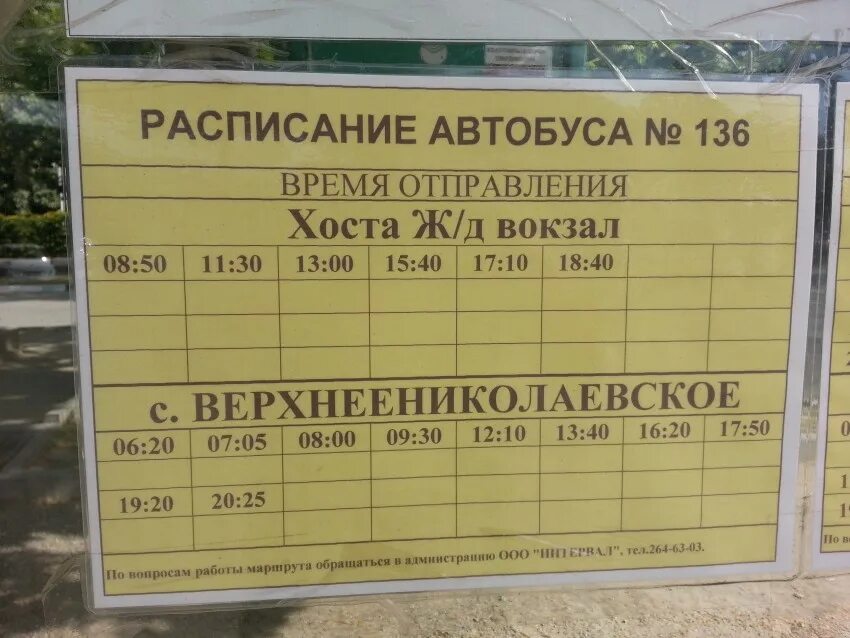 РАСПИСАНИЕ АВТОБУСА № 136
ВРЕМЯ ОТПРАВЛЕНИЯ
Хоста Ж/д вокзал
08:50 11:30 13:00 15:40 17:10 18:40
с. ВЕРХНЕЕНИКОЛАЕВСКОЕ
06:20 07:05 08:00 09:30 12:10 13:40 16:20 17:50
19:20 20:25
По вопросам работы маршрута обращаться в администрацию ООО "ИНТЕРВАЛ", тел.264-63-03.